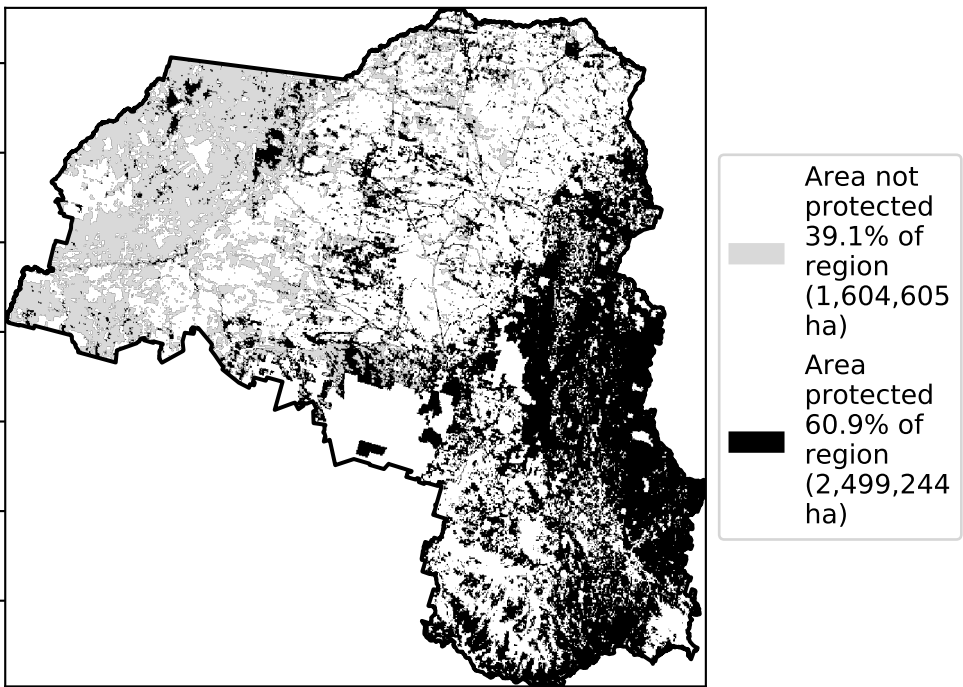 Area not
protected
39.1% of
region
(1,604,605
ha)
Area
protected
60.9% of
region
(2,499,244
ha)